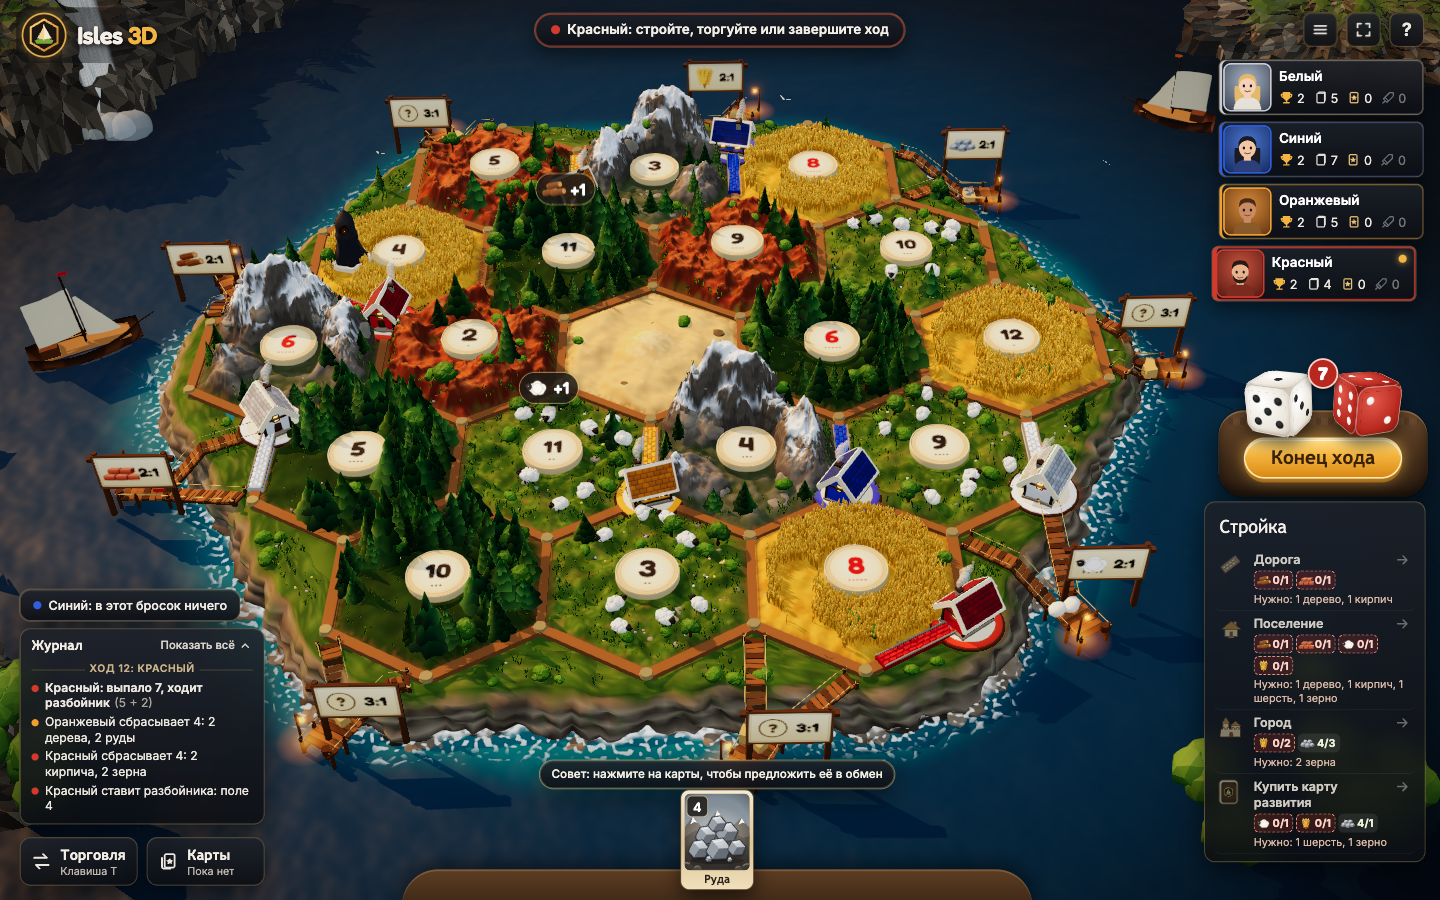 Isles 3D
Красный: стройте, торгуйте или завершите ход
Белый
2 5 0 0
Синий
2 7 0 0
Оранжевый
2 5 0 0
Красный
2 4 0 0
2:1
? 3:1
2:1
5
3
8
+1
4
11
9
10
2:1
? 3:1
6
2
6
12
+1
5
11
4
9
2:1
10
3
8
2:1
? 3:1
? 3:1
7
Конец хода
Стройка
Дорога
0/1 0/1
Нужно: 1 дерево, 1 кирпич
Поселение
0/1 0/1 0/1
0/1
Нужно: 1 дерево, 1 кирпич, 1
шерсть, 1 зерно
Город
0/2 4/3
Нужно: 2 зерна
Купить карту
развития
0/1 0/1 4/1
Нужно: 1 шерсть, 1 зерно
Синий: в этот бросок ничего
Журнал Показать всё
ХОД 12: КРАСНЫЙ
Красный: выпало 7, ходит
разбойник (5 + 2)
Оранжевый сбрасывает 4: 2
дерева, 2 руды
Красный сбрасывает 4: 2
кирпича, 2 зерна
Красный ставит разбойника: поле
4
Торговля
Клавиша T
Карты
Пока нет
Совет: нажмите на карты, чтобы предложить её в обмен
4
Руда